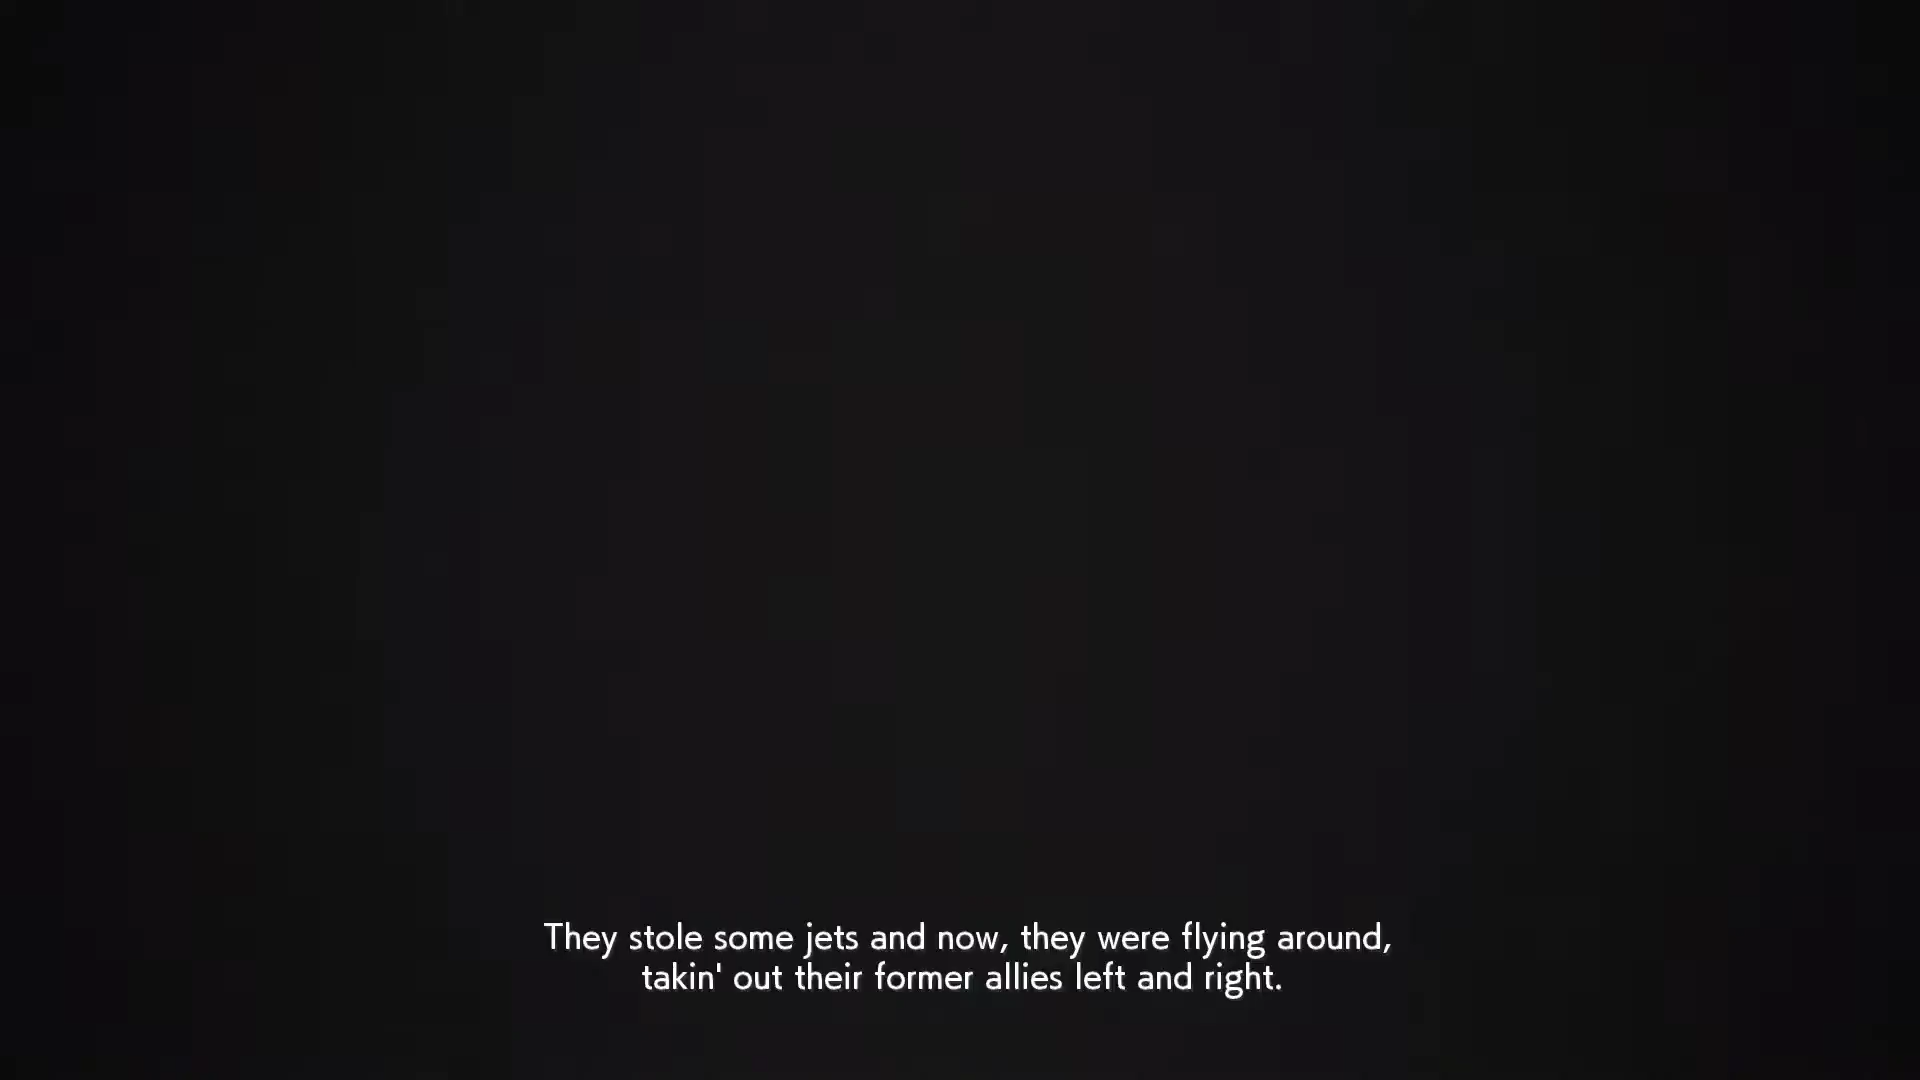 They stole some jets and now, they were flying around,
takin' out their former allies left and right.